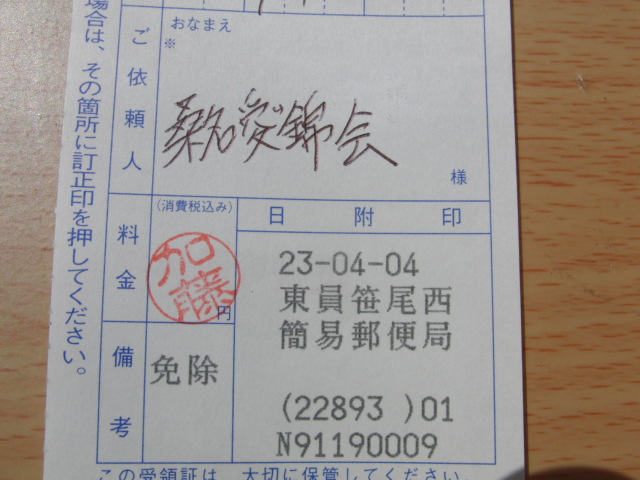 場合は、その箇所に訂正印を押してください。
ご依頼人
おなまえ
※
桑名愛錦会
様
料金
(消費税込み)
加藤
円
日附印
23-04-04
東員笹尾西
簡易郵便局
(22893 )01
N91190009
備考
免除
この受領証は、大切に保管してください。